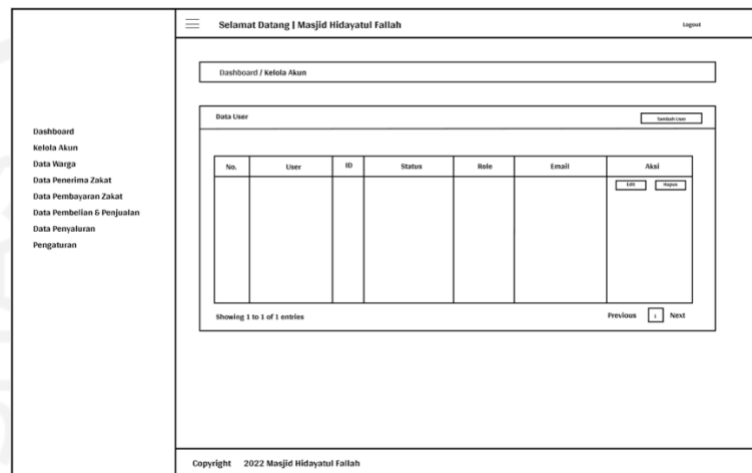 Selamat Datang | Masjid Hidayatul Fallah
Logout
Dashboard / Kelola Akun
Data User
Tambah User
Dashboard
Kelola Akun
Data Warga
Data Penerima Zakat
Data Pembayaran Zakat
Data Pembelian & Penjualan
Data Penyaluran
Pengaturan
No. User ID Status Role Email Aksi
Edit Hapus
Showing 1 to 1 of 1 entries
Previous 1 Next
Copyright 2022 Masjid Hidayatul Fallah